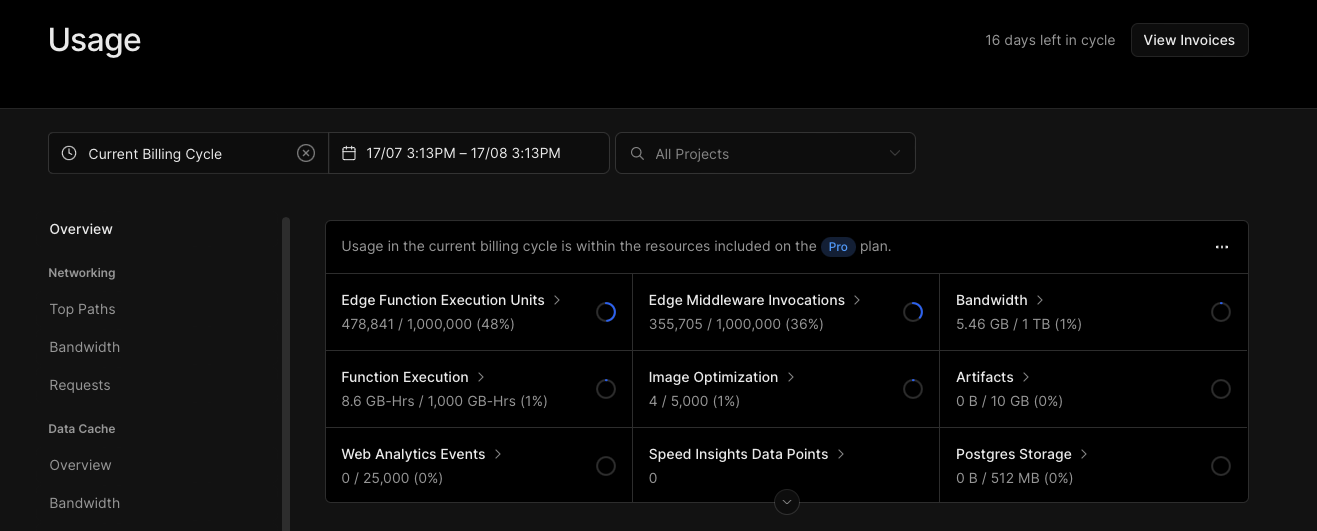 Usage
16 days left in cycle
View Invoices
Current Billing Cycle
17/07 3:13PM – 17/08 3:13PM
All Projects
Overview
Networking
Top Paths
Bandwidth
Requests
Data Cache
Overview
Bandwidth
Usage in the current billing cycle is within the resources included on the Pro plan.
Edge Function Execution Units
478,841 / 1,000,000 (48%)
Edge Middleware Invocations
355,705 / 1,000,000 (36%)
Bandwidth
5.46 GB / 1 TB (1%)
Function Execution
8.6 GB-Hrs / 1,000 GB-Hrs (1%)
Image Optimization
4 / 5,000 (1%)
Artifacts
0 B / 10 GB (0%)
Web Analytics Events
0 / 25,000 (0%)
Speed Insights Data Points
0
Postgres Storage
0 B / 512 MB (0%)